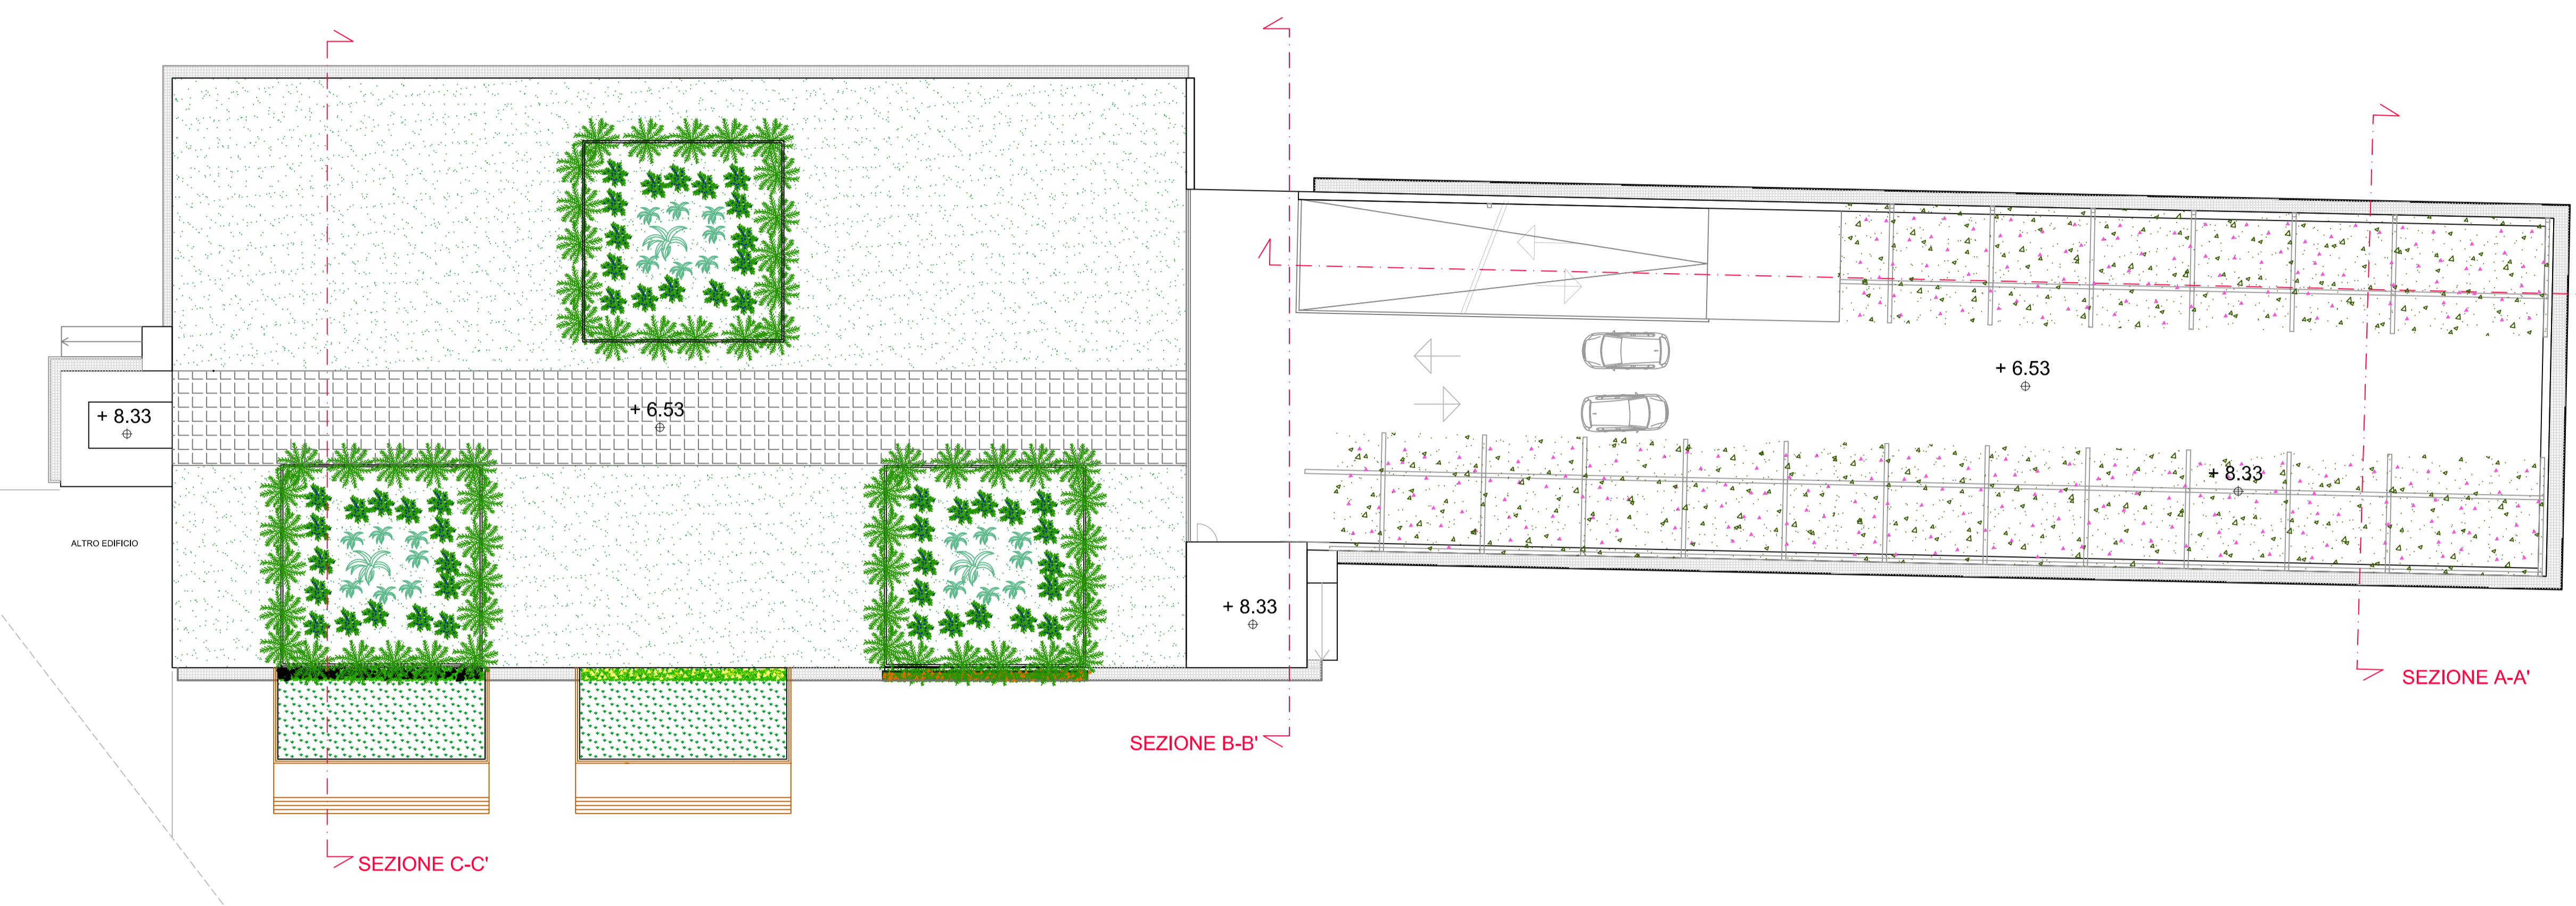 + 8.33
+ 6.53
+ 6.53
+ 8.33
ALTRO EDIFICIO
+ 8.33
SEZIONE A-A'
SEZIONE B-B'
SEZIONE C-C'